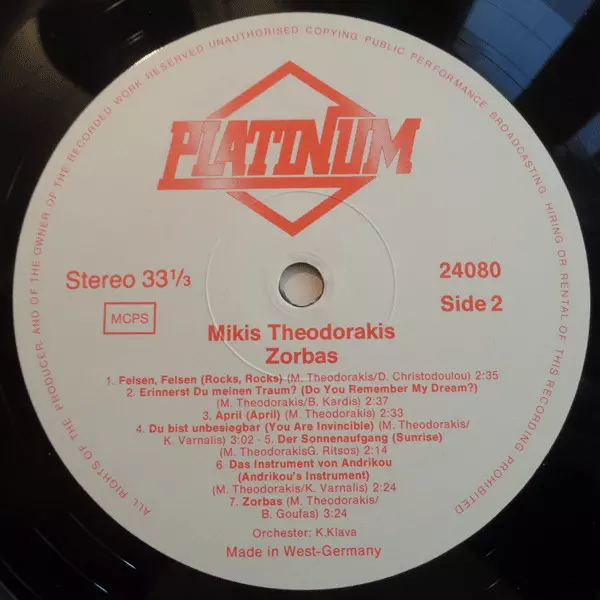 ALL RIGHTS OF THE PRODUCER, AND OF THE OWNER OF THE RECORDED WORK RESERVED UNAUTHORISED COPYING PUBLIC PERFORMANCE BROADCASTING HIRING OR RENTAL OF THIS RECORDING PROHIBITED
PLATINUM
Stereo 33 1/3
24080
MCPS
Side 2
Mikis Theodorakis
Zorbas
1. Felsen, Felsen (Rocks, Rocks) (M. Theodorakis/D. Christodoulou) 2:35
2. Erinnerst Du meinen Traum? (Do You Remember My Dream?)
(M. Theodorakis/B. Kardis) 2:37
3. April (April) (M. Theodorakis) 2:33
4. Du bist unbesiegbar (You Are Invincible) (M. Theodorakis/
K. Varnalis) 3:02 · 5. Der Sonnenaufgang (Sunrise)
(M. TheodorakisG. Ritsos) 2:14
6. Das Instrument von Andrikou
(Andrikou's Instrument)
(M. Theodorakis/K. Varnalis) 2:24
7. Zorbas (M. Theodorakis/
B. Goufas) 3:24
Orchester: K.Klava
Made in West-Germany